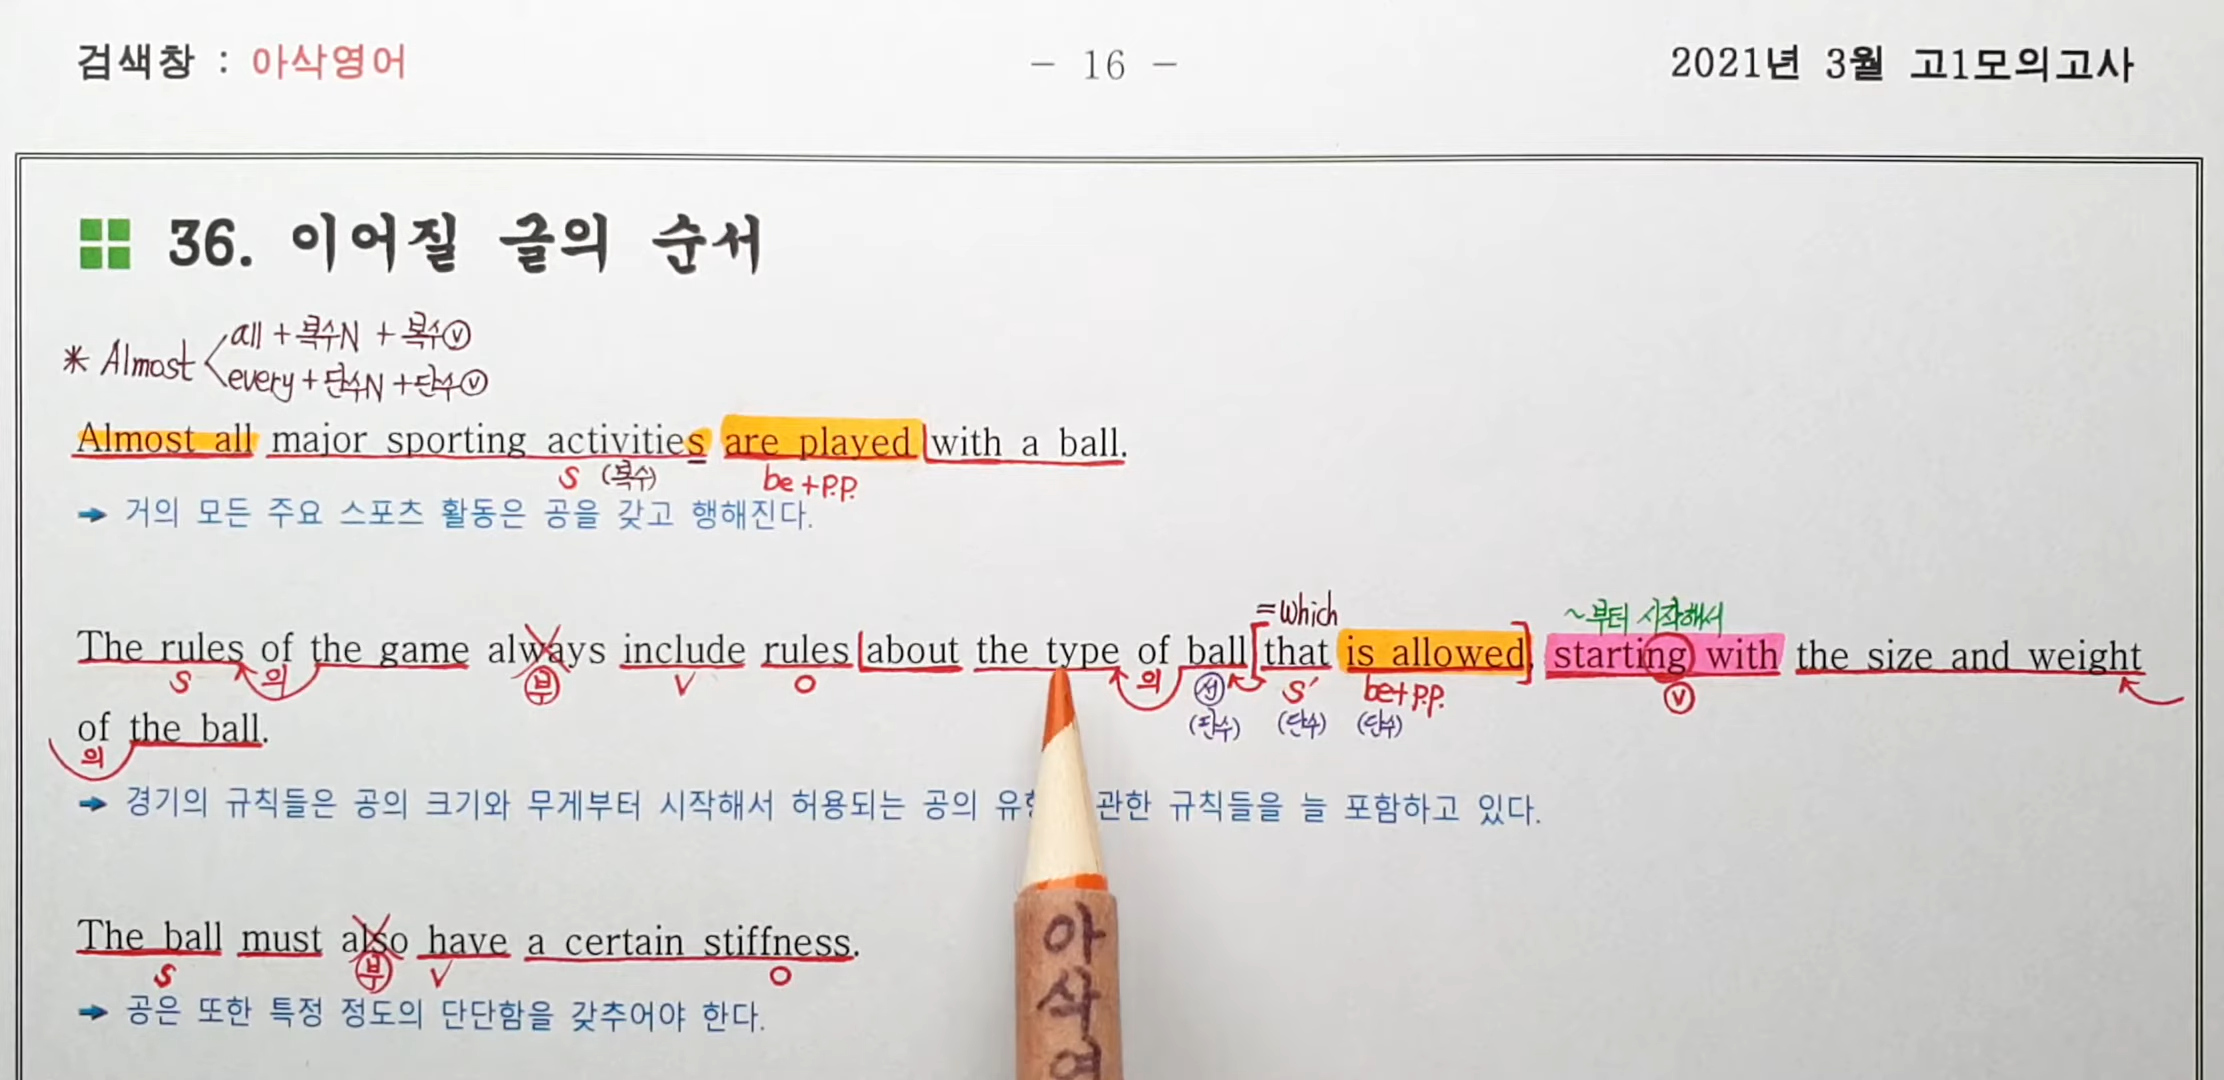 검색창 : 아삭영어
- 16 -
2021년 3월 고1모의고사
36. 이어질 글의 순서
* Almost
all + 복수N + 복수ⓥ
every + 단수N + 단수ⓥ
Almost all major sporting activities are played with a ball.
S (복수) be+P.P.
➡ 거의 모든 주요 스포츠 활동은 공을 갖고 행해진다.
=which ~부터 시작해서
The rules of the game always include rules about the type of ball [that is allowed], starting with the size and weight
S 의 부 V O 의 선 S' be+P.P. ⓥ
(단수) (단수) (단수)
of the ball.
의
➡ 경기의 규칙들은 공의 크기와 무게부터 시작해서 허용되는 공의 관한 규칙들을 늘 포함하고 있다.
The ball must also have a certain stiffness.
S 부 V O
➡ 공은 또한 특정 정도의 단단함을 갖추어야 한다.
아삭영